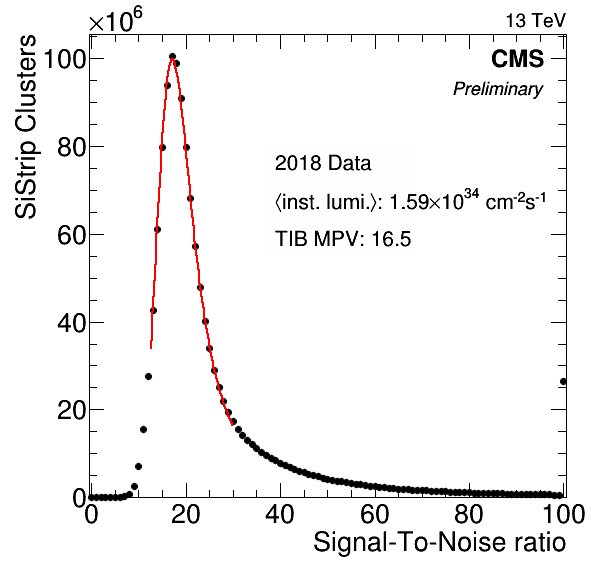 ×10⁶
13 TeV
SiStrip Clusters
100
80
60
40
20
0
CMS
Preliminary
2018 Data
⟨inst. lumi.⟩: 1.59×10³⁴ cm⁻²s⁻¹
TIB MPV: 16.5
0 20 40 60 80 100
Signal-To-Noise ratio